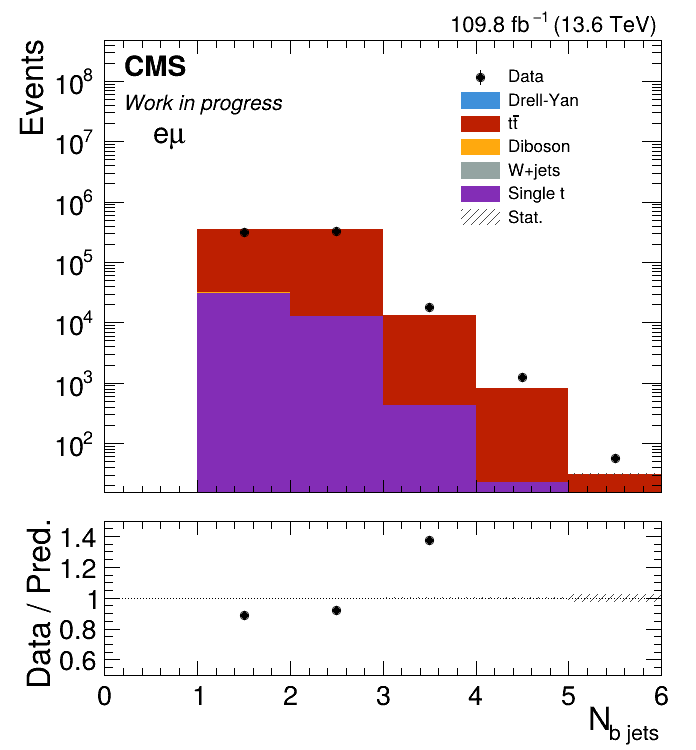 109.8 fb⁻¹ (13.6 TeV)
CMS
Work in progress
eμ
Events
10⁸
10⁷
10⁶
10⁵
10⁴
10³
10²
Data
Drell-Yan
tt̄
Diboson
W+jets
Single t
Stat.
Data / Pred.
1.4
1.2
1
0.8
0.6
0 1 2 3 4 5 6
N_b jets